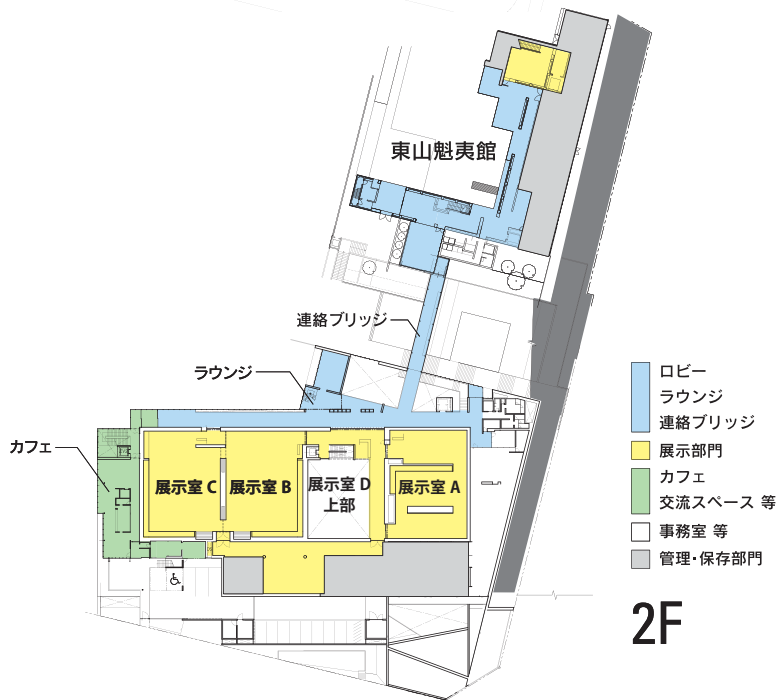 東山魁夷館
連絡ブリッジ
ラウンジ
カフェ
展示室 C
展示室 B
展示室 D
上部
展示室 A
ロビー
ラウンジ
連絡ブリッジ
展示部門
カフェ
交流スペース 等
事務室 等
管理・保存部門
2F